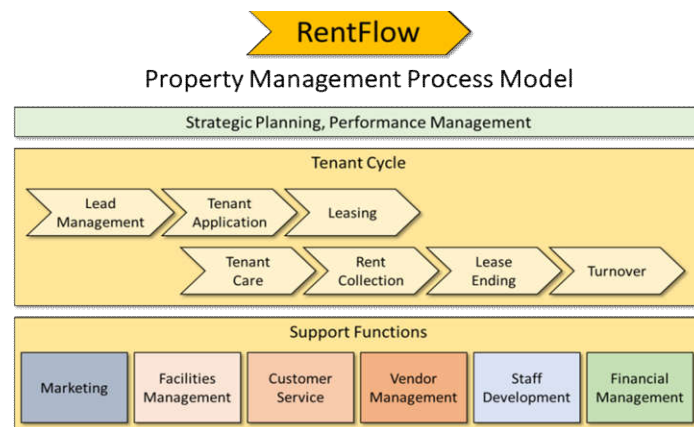 RentFlow
Property Management Process Model
Strategic Planning, Performance Management
Tenant Cycle
Lead
Management
Tenant
Application
Leasing
Tenant
Care
Rent
Collection
Lease
Ending
Turnover
Support Functions
Marketing
Facilities
Management
Customer
Service
Vendor
Management
Staff
Development
Financial
Management